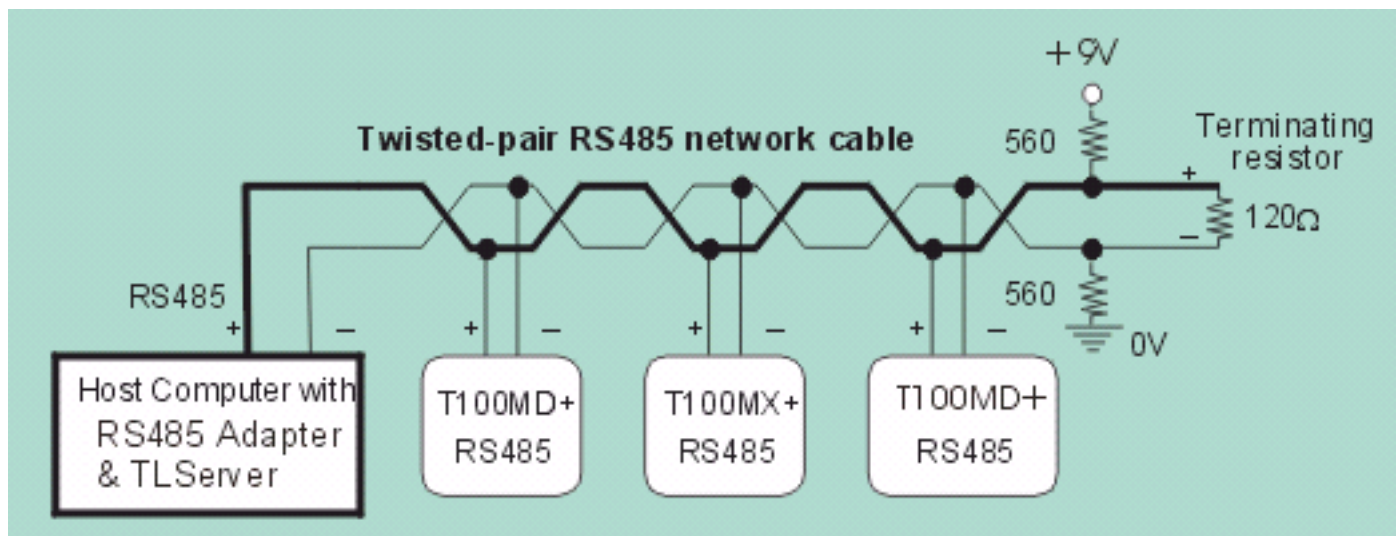 +9V
Twisted-pair RS485 network cable
560
Terminating
resistor
+
120Ω
–
RS485
560
+ –
+ –
+ –
+ –
0V
Host Computer with
RS485 Adapter
& TLServer
T100MD+
RS485
T100MX+
RS485
T100MD+
RS485